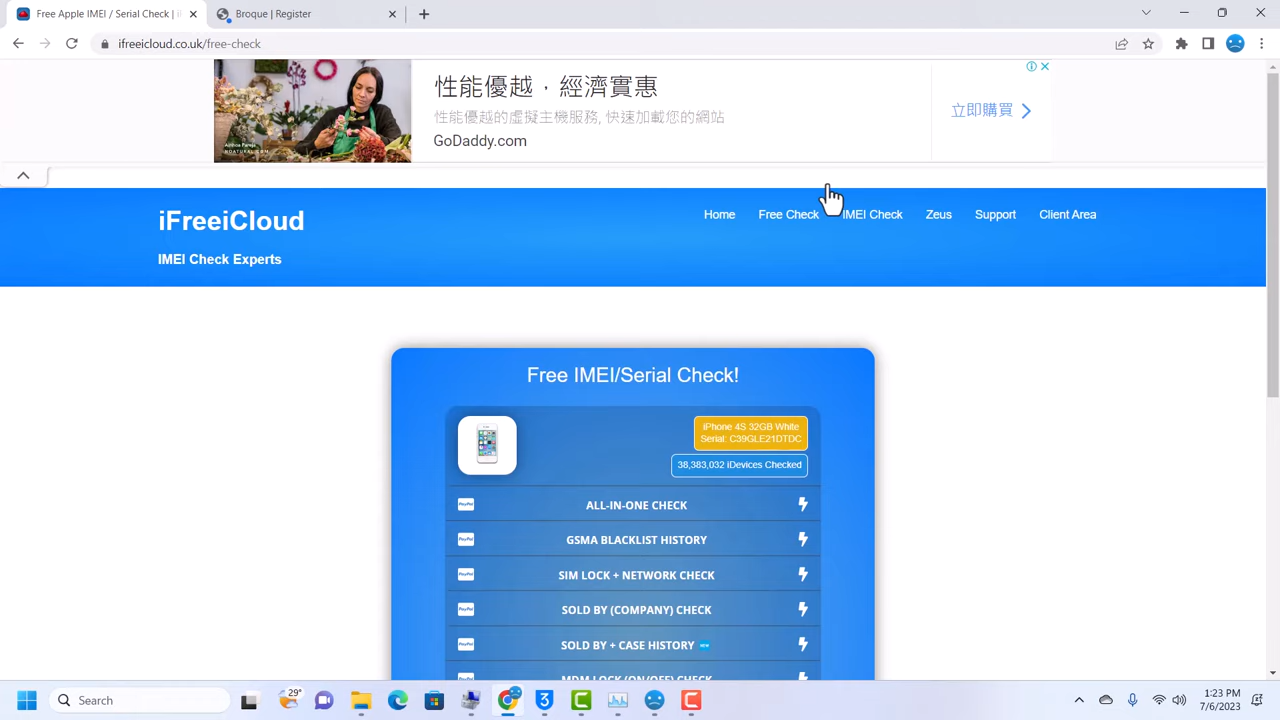 Free Apple IMEI / Serial Check |
Broque | Register
ifreeicloud.co.uk/free-check
性能優越，經濟實惠
性能優越的虛擬主機服務, 快速加載您的網站
GoDaddy.com
立即購買
iFreeiCloud
IMEI Check Experts
Home
Free Check
IMEI Check
Zeus
Support
Client Area
Free IMEI/Serial Check!
iPhone 4S 32GB White
Serial: C39GLE21DTDC
38,383,032 iDevices Checked
ALL-IN-ONE CHECK
GSMA BLACKLIST HISTORY
SIM LOCK + NETWORK CHECK
SOLD BY (COMPANY) CHECK
SOLD BY + CASE HISTORY
MDM LOCK (ON/OFF) CHECK
Search
29°
1:23 PM
7/6/2023